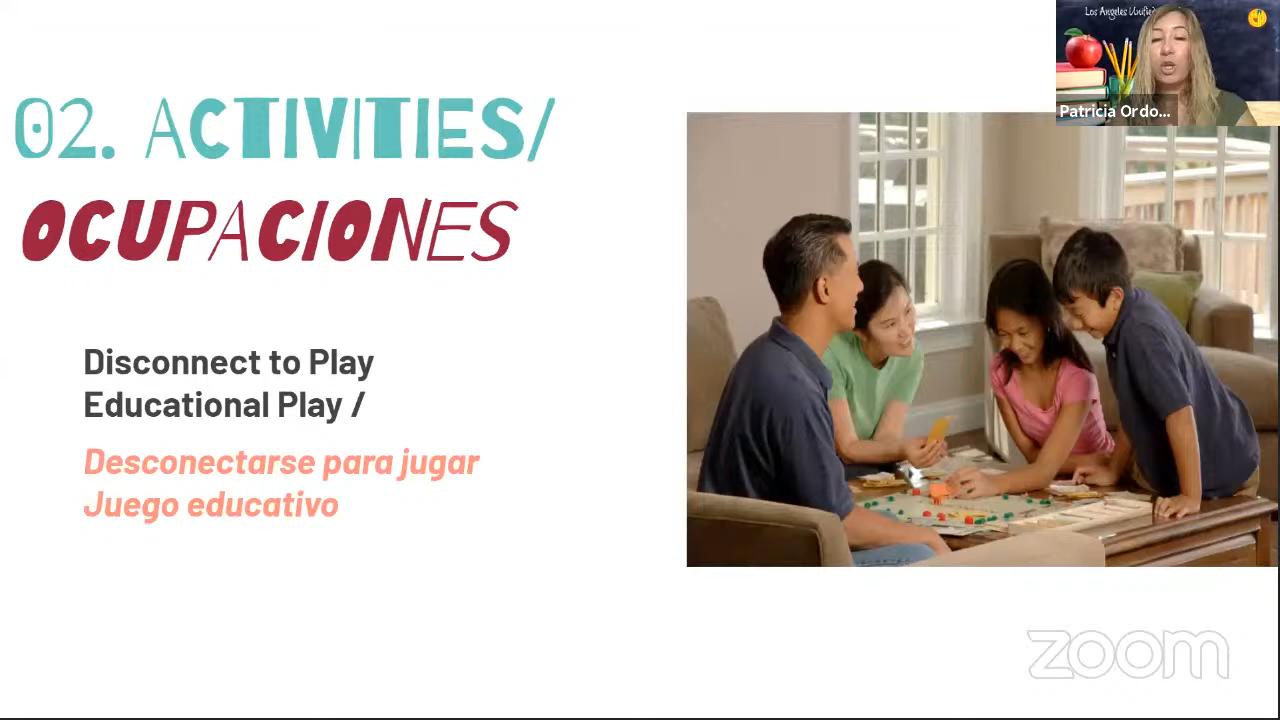 Los Angeles Unified
Patricia Ordo...
02. ACTIVITIES/
OCUPACIONES
Disconnect to Play
Educational Play /
Desconectarse para jugar
Juego educativo
zoom